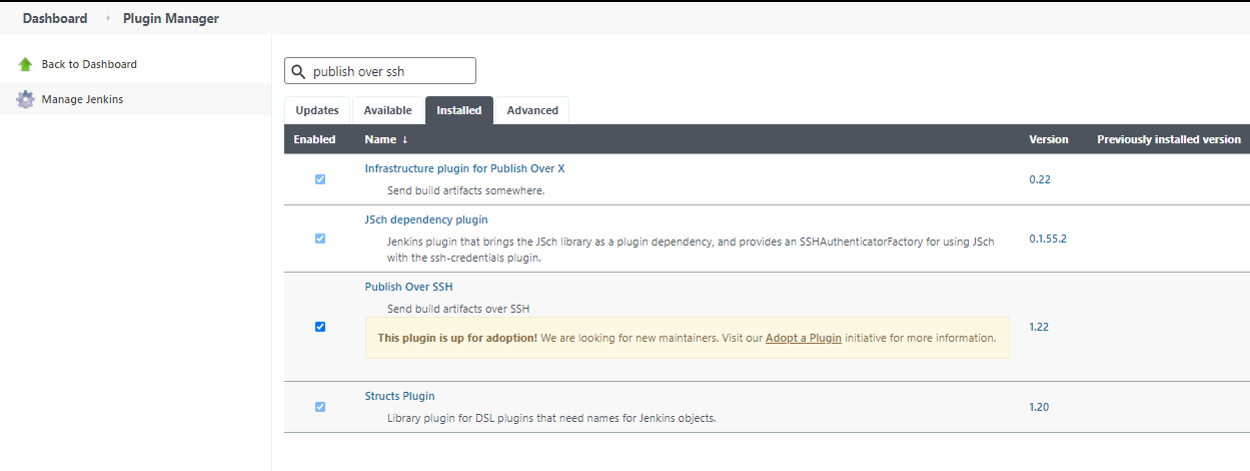 Dashboard › Plugin Manager
Back to Dashboard
Manage Jenkins
publish over ssh
Updates Available Installed Advanced
Enabled Name ↓ Version Previously installed version
Infrastructure plugin for Publish Over X
Send build artifacts somewhere.
0.22
JSch dependency plugin
Jenkins plugin that brings the JSch library as a plugin dependency, and provides an SSHAuthenticatorFactory for using JSch
with the ssh-credentials plugin.
0.1.55.2
Publish Over SSH
Send build artifacts over SSH
This plugin is up for adoption! We are looking for new maintainers. Visit our Adopt a Plugin initiative for more information.
1.22
Structs Plugin
Library plugin for DSL plugins that need names for Jenkins objects.
1.20